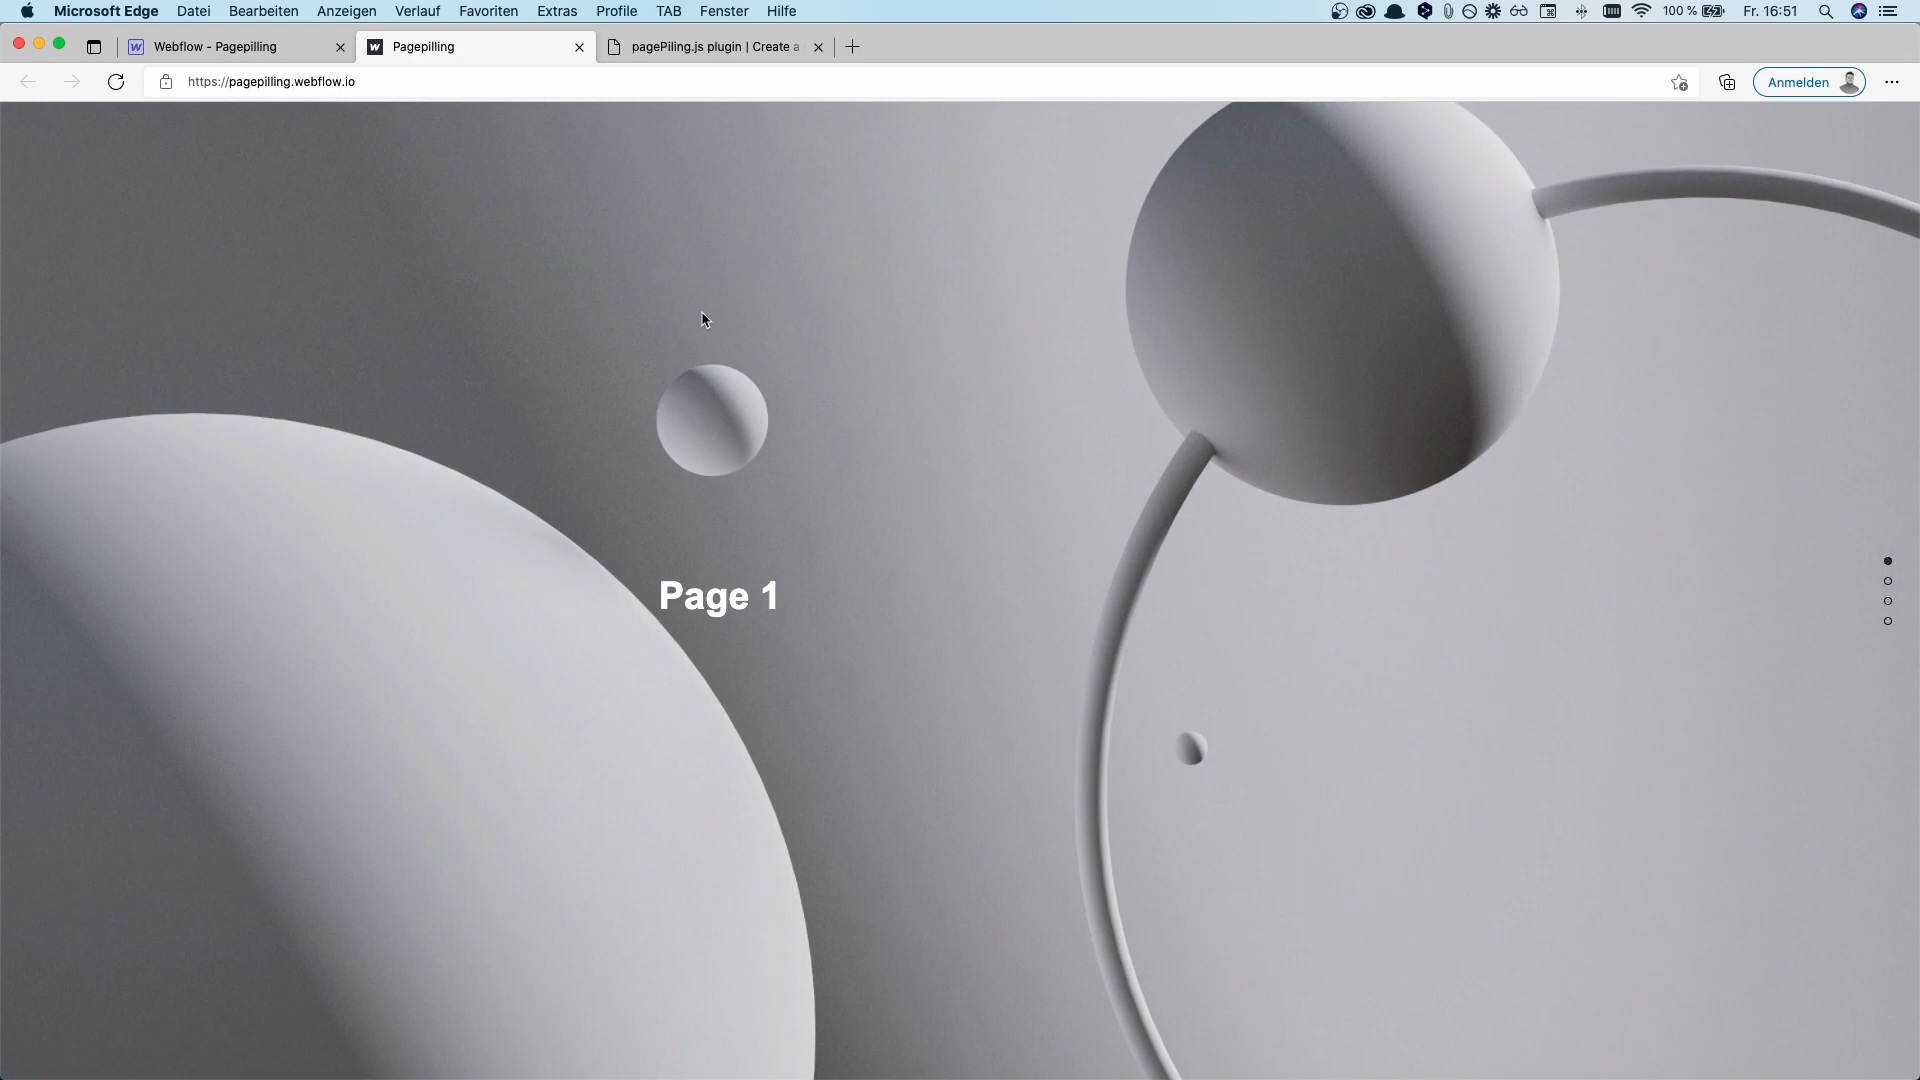 Microsoft Edge Datei Bearbeiten Anzeigen Verlauf Favoriten Extras Profile TAB Fenster Hilfe 100 % Fr. 16:51
Webflow - Pagepilling Pagepilling pagePiling.js plugin | Create a
https://pagepilling.webflow.io Anmelden
Page 1